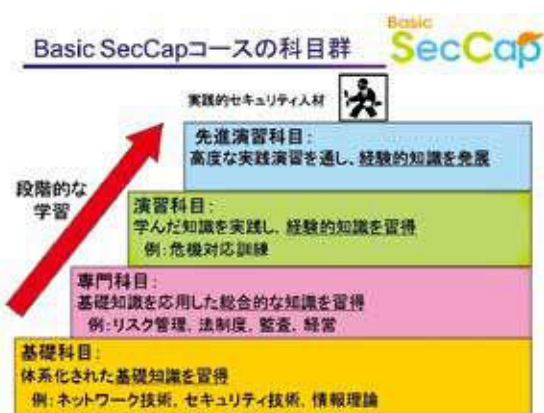 Basic SecCapコースの科目群
Basic
SecCap
実践的セキュリティ人材
段階的な
学習
先進演習科目:
高度な実践演習を通し、経験的知識を発展
演習科目:
学んだ知識を実践し、経験的知識を習得
例:危機対応訓練
専門科目:
基礎知識を応用した総合的な知識を習得
例:リスク管理、法制度、監査、経営
基礎科目:
体系化された基礎知識を習得
例:ネットワーク技術、セキュリティ技術、情報理論